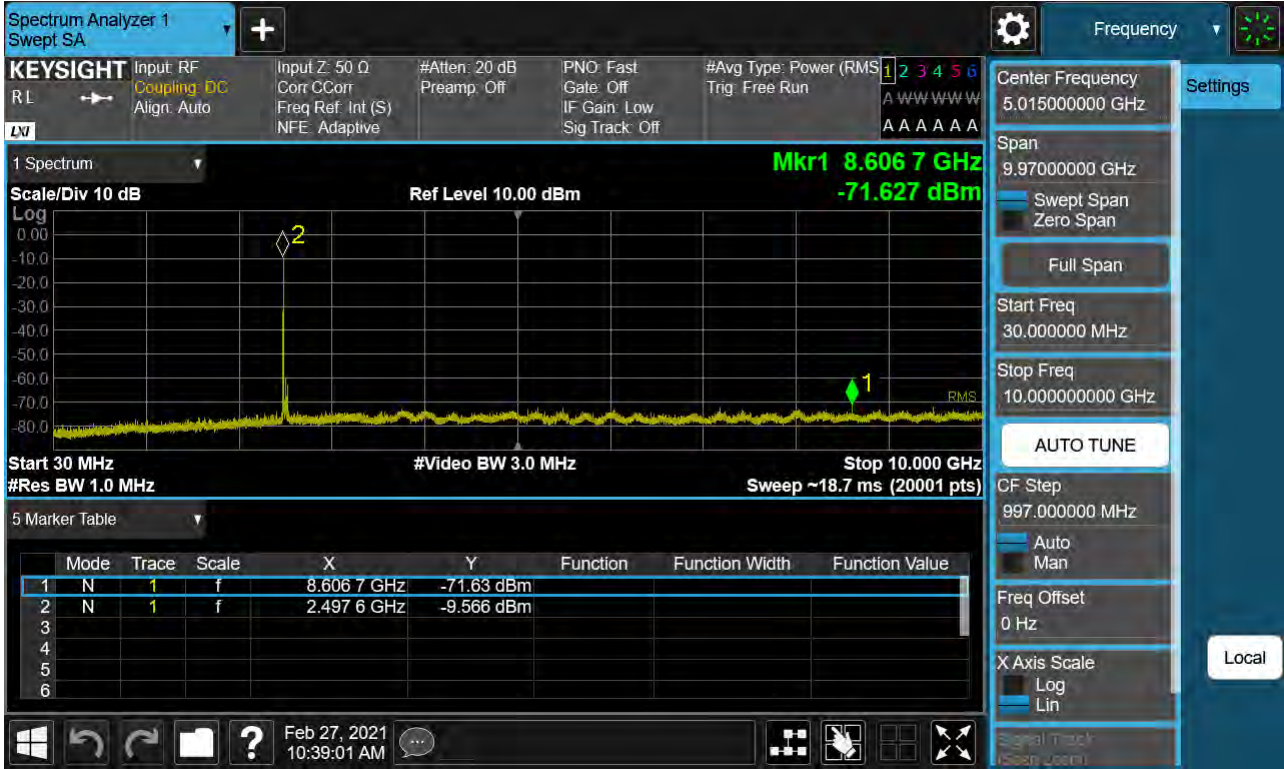 Spectrum Analyzer 1
Swept SA
Frequency
KEYSIGHT
RL
LXI
Input: RF
Coupling: DC
Align: Auto
Input Z: 50 Ω
Corr CCorr
Freq Ref: Int (S)
NFE: Adaptive
#Atten: 20 dB
Preamp: Off
PNO: Fast
Gate: Off
IF Gain: Low
Sig Track: Off
#Avg Type: Power (RMS
Trig: Free Run
1 2 3 4 5 6
A W W W W W
A A A A A A
1 Spectrum
Scale/Div 10 dB
Ref Level 10.00 dBm
Mkr1 8.606 7 GHz
-71.627 dBm
Log
0.00
-10.0
-20.0
-30.0
-40.0
-50.0
-60.0
-70.0
-80.0
2
1
RMS
Start 30 MHz
#Video BW 3.0 MHz
Stop 10.000 GHz
#Res BW 1.0 MHz
Sweep ~18.7 ms (20001 pts)
5 Marker Table
Mode Trace Scale X Y Function Function Width Function Value
1 N 1 f 8.606 7 GHz -71.63 dBm
2 N 1 f 2.497 6 GHz -9.566 dBm
3
4
5
6
Feb 27, 2021
10:39:01 AM
Center Frequency
5.015000000 GHz
Span
9.97000000 GHz
Swept Span
Zero Span
Full Span
Start Freq
30.000000 MHz
Stop Freq
10.000000000 GHz
AUTO TUNE
CF Step
997.000000 MHz
Auto
Man
Freq Offset
0 Hz
X Axis Scale
Log
Lin
Signal Track
(Span Zoom)
Settings
Local